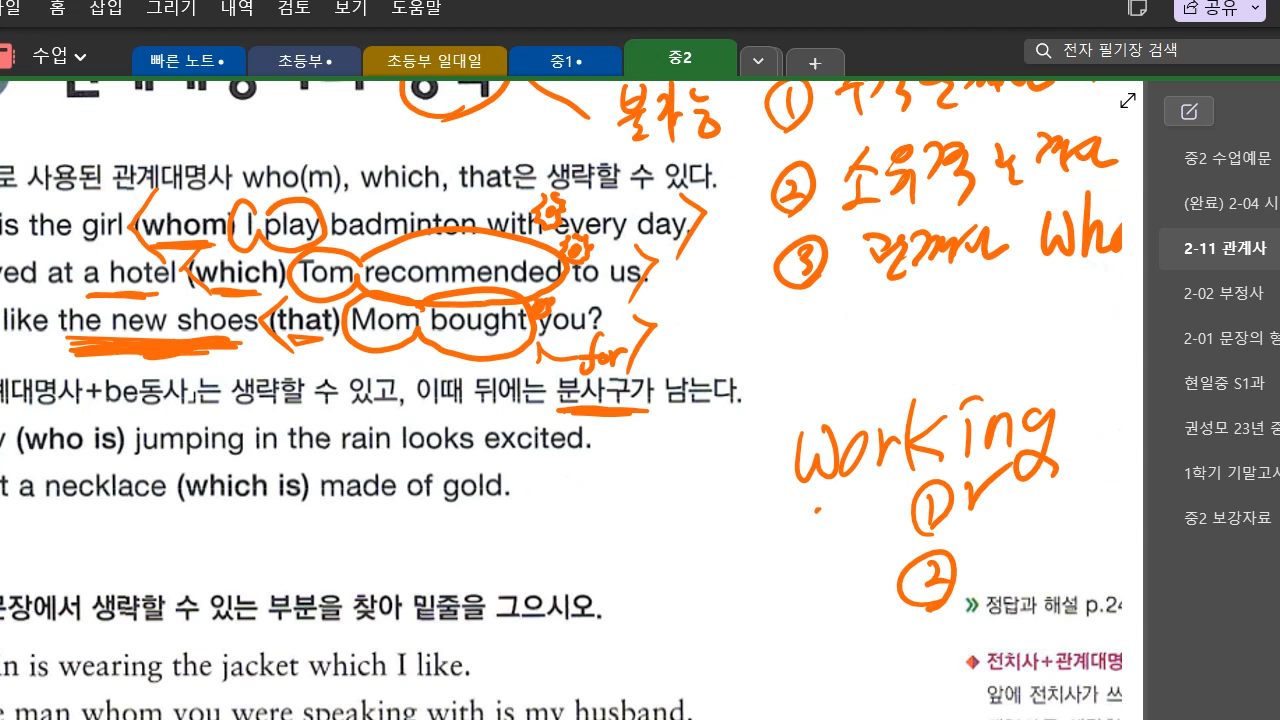 홈 삽입 그리기 내역 검토 보기 도움말
공유
수업
빠른 노트•
초등부•
초등부 일대일
중1•
중2
+
전자 필기장 검색
불가능
①
② 소유격는
③ 관계사 Who
로 사용된 관계대명사 who(m), which, that은 생략할 수 있다.
is the girl (whom) I play badminton with every day.
at a hotel (which) Tom recommended to us.
like the new shoes (that) Mom bought you?
for
be동사」는 생략할 수 있고, 이때 뒤에는 분사구가 남는다.
(who is) jumping in the rain looks excited.
a necklace (which is) made of gold.
working
①
②
에서 생략할 수 있는 부분을 찾아 밑줄을 그으시오.
is wearing the jacket which I like.
man whom you were speaking with is my husband.
정답과 해설 p.24
전치사+관계대명
앞에 전치사가 쓰
중2 수업예문
(완료) 2-04 시
2-11 관계사
2-02 부정사
2-01 문장의 형
현일중 S1과
권성모 23년 중
1학기 기말고사
중2 보강자료